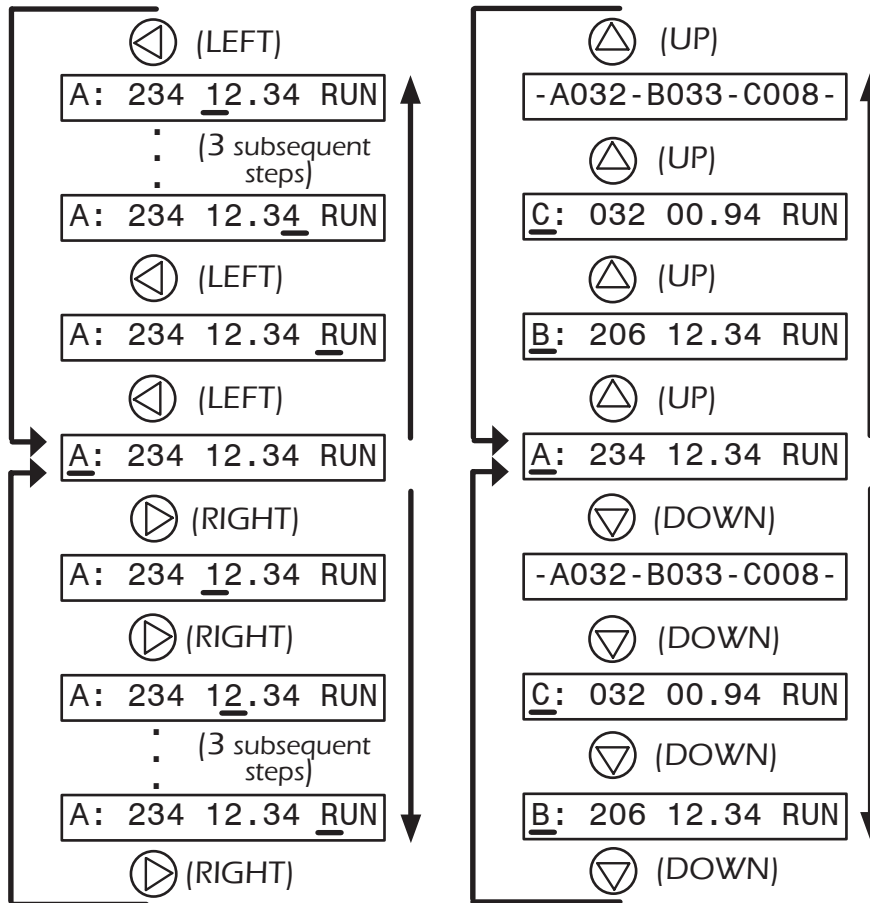 (LEFT)
A: 234 12.34 RUN
(3 subsequent
steps)
A: 234 12.34 RUN
(LEFT)
A: 234 12.34 RUN
(LEFT)
A: 234 12.34 RUN
(RIGHT)
A: 234 12.34 RUN
(RIGHT)
A: 234 12.34 RUN
(3 subsequent
steps)
A: 234 12.34 RUN
(RIGHT)
(UP)
-A032-B033-C008-
(UP)
C: 032 00.94 RUN
(UP)
B: 206 12.34 RUN
(UP)
A: 234 12.34 RUN
(DOWN)
-A032-B033-C008-
(DOWN)
C: 032 00.94 RUN
(DOWN)
B: 206 12.34 RUN
(DOWN)